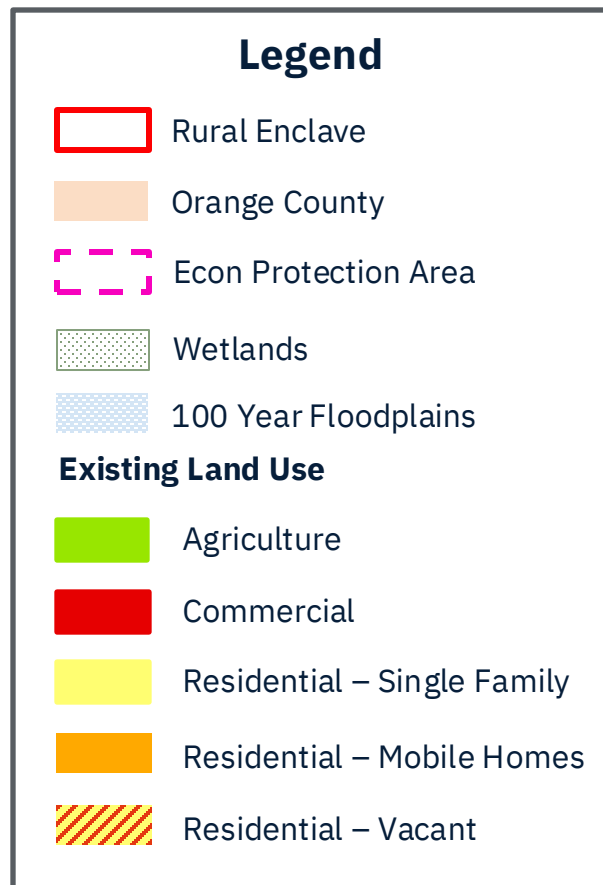 Legend
Rural Enclave
Orange County
Econ Protection Area
Wetlands
100 Year Floodplains
Existing Land Use
Agriculture
Commercial
Residential – Single Family
Residential – Mobile Homes
Residential – Vacant